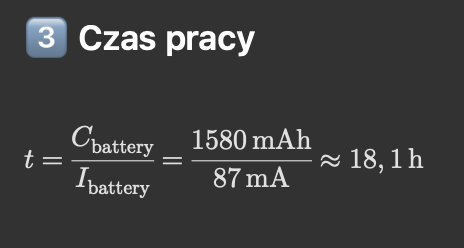 3 Czas pracy
t = C_battery / I_battery = 1580 mAh / 87 mA ≈ 18,1 h